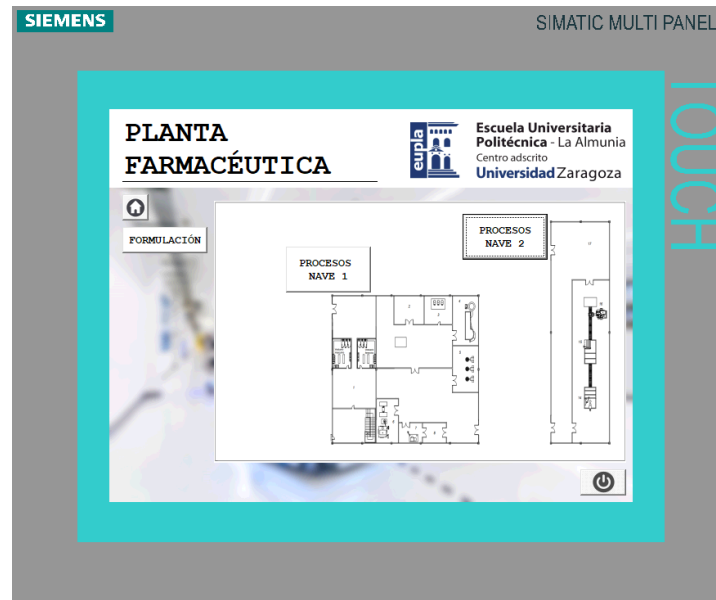 SIEMENS
SIMATIC MULTI PANEL
TOUCH
PLANTA
FARMACÉUTICA
eupla
Escuela Universitaria
Politécnica - La Almunia
Centro adscrito
Universidad Zaragoza
FORMULACIÓN
PROCESOS
NAVE 1
PROCESOS
NAVE 2